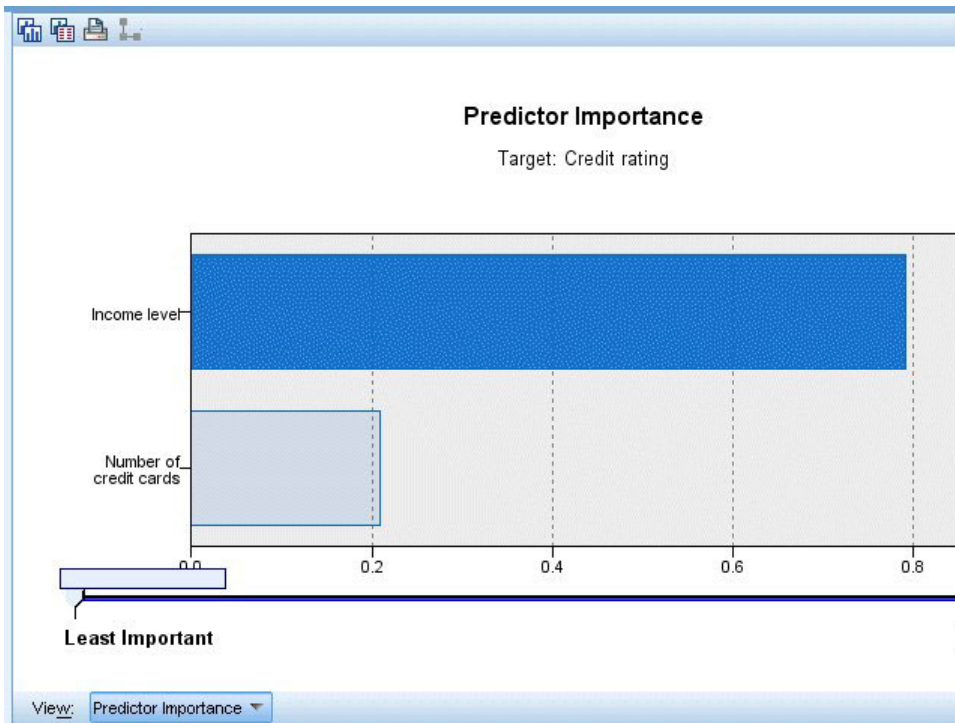 Predictor Importance
Target: Credit rating
Income level
Number of
credit cards
0.0 0.2 0.4 0.6 0.8
Least Important
View: Predictor Importance